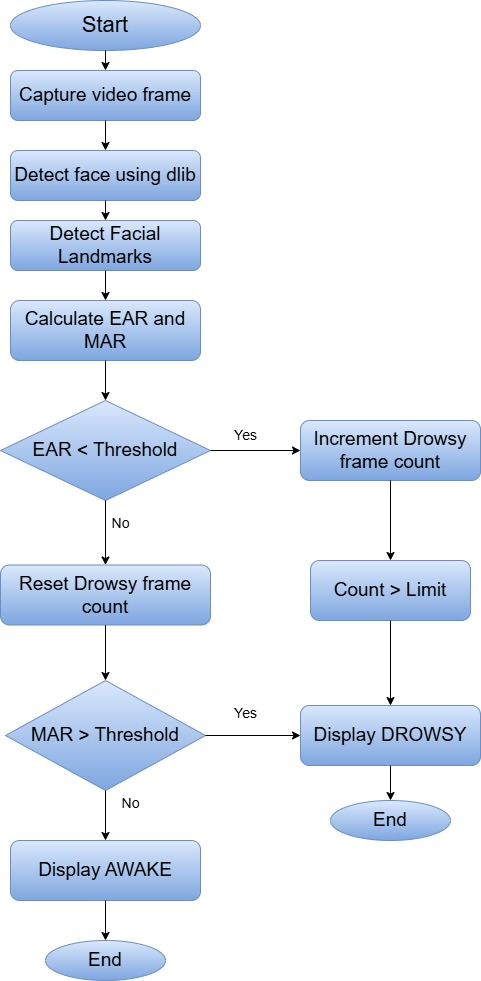 Start
Capture video frame
Detect face using dlib
Detect Facial
Landmarks
Calculate EAR and
MAR
EAR < Threshold
Yes
Increment Drowsy
frame count
No
Reset Drowsy frame
count
Count > Limit
MAR > Threshold
Yes
Display DROWSY
No
End
Display AWAKE
End